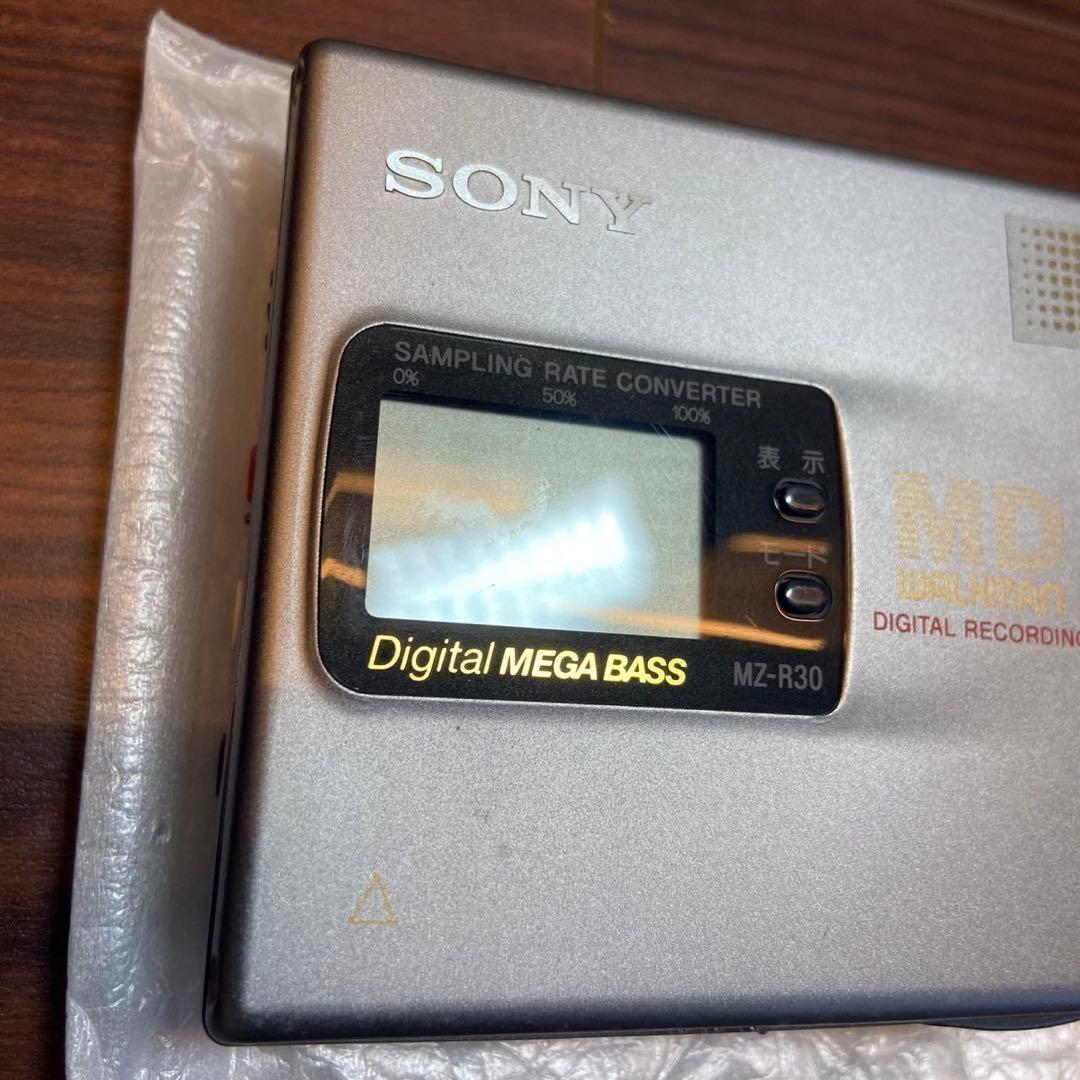 SONY
SAMPLING RATE CONVERTER
0% 50% 100%
表示
モード
Digital MEGA BASS
MZ-R30
MD
WALKMAN
DIGITAL RECORDING